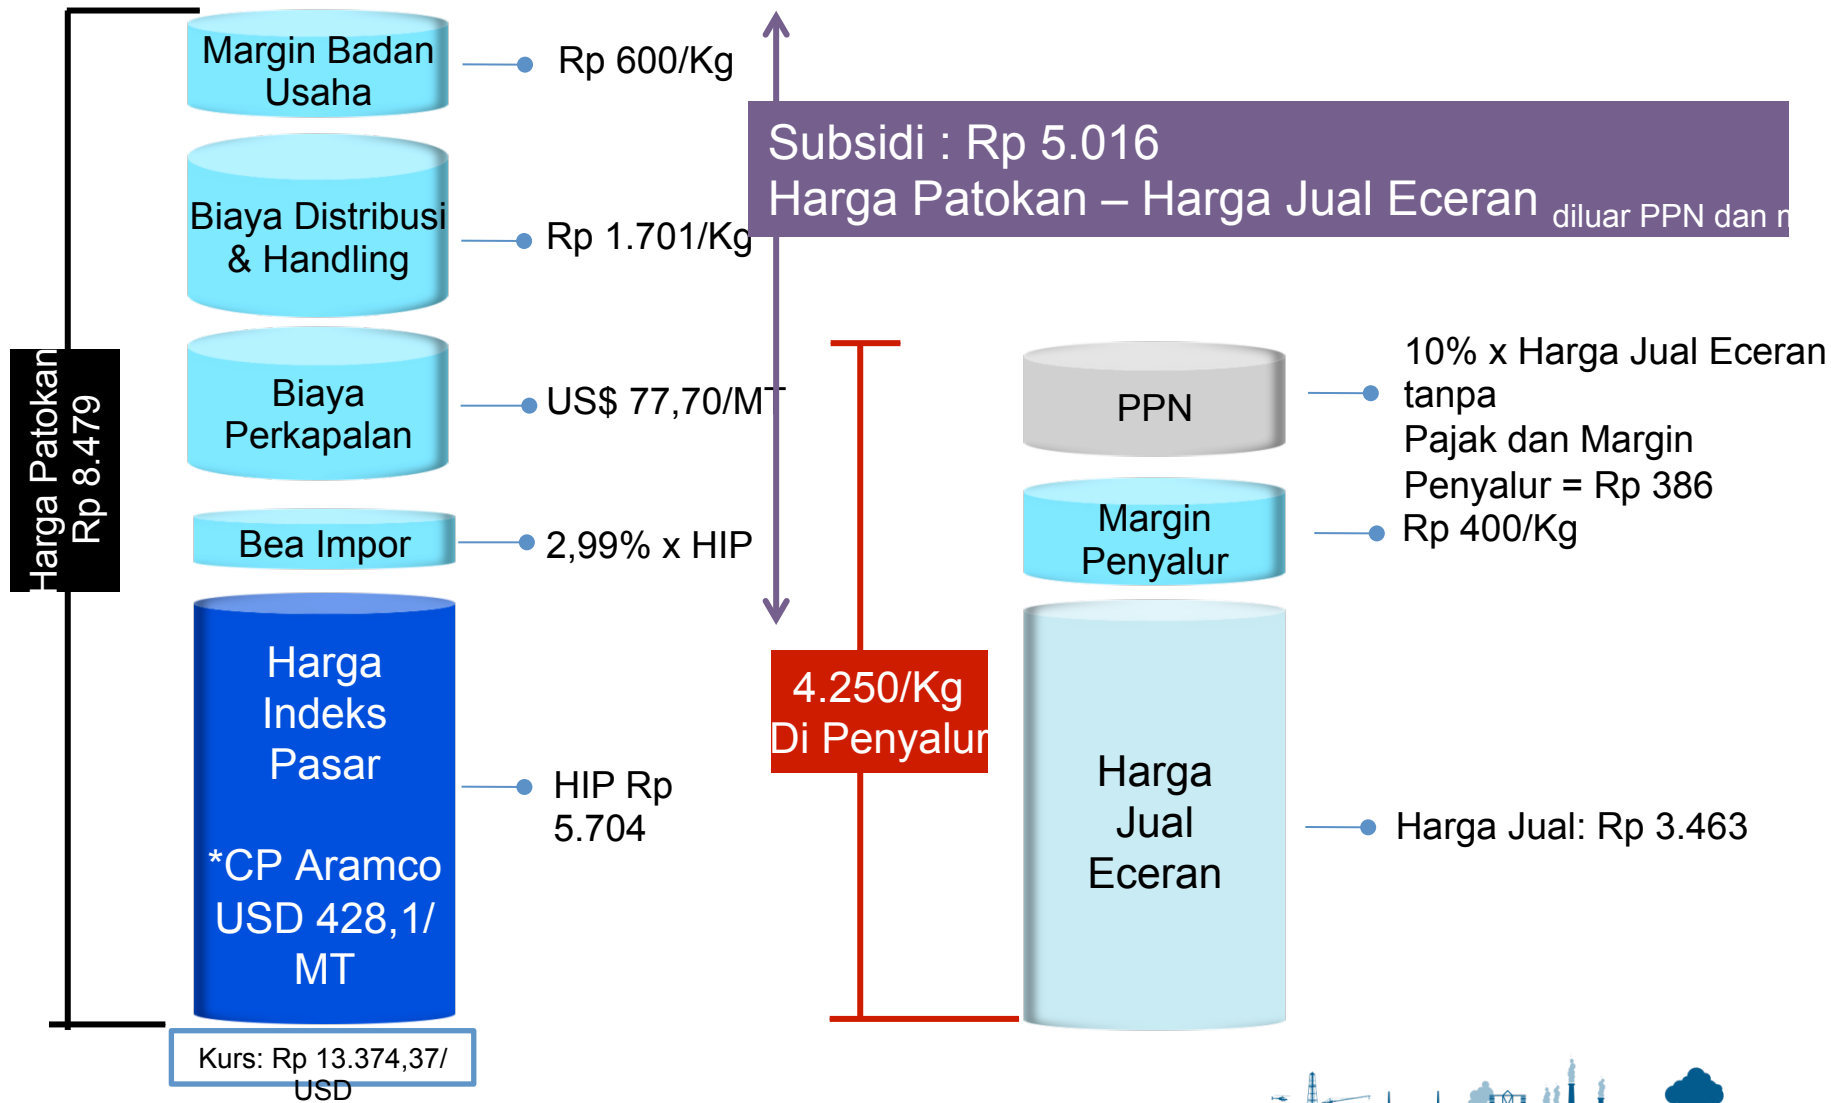 Margin Badan
Usaha
Rp 600/Kg
Subsidi : Rp 5.016
Harga Patokan – Harga Jual Eceran diluar PPN dan
Biaya Distribusi
& Handling
Rp 1.701/Kg
Harga Patokan
Rp 8.479
Biaya
Perkapalan
US$ 77,70/MT
Bea Impor
2,99% x HIP
Harga
Indeks
Pasar
*CP Aramco
USD 428,1/
MT
HIP Rp
5.704
Kurs: Rp 13.374,37/
USD
4.250/Kg
Di Penyalur
PPN
10% x Harga Jual Eceran
tanpa
Pajak dan Margin
Penyalur = Rp 386
Margin
Penyalur
Rp 400/Kg
Harga
Jual
Eceran
Harga Jual: Rp 3.463